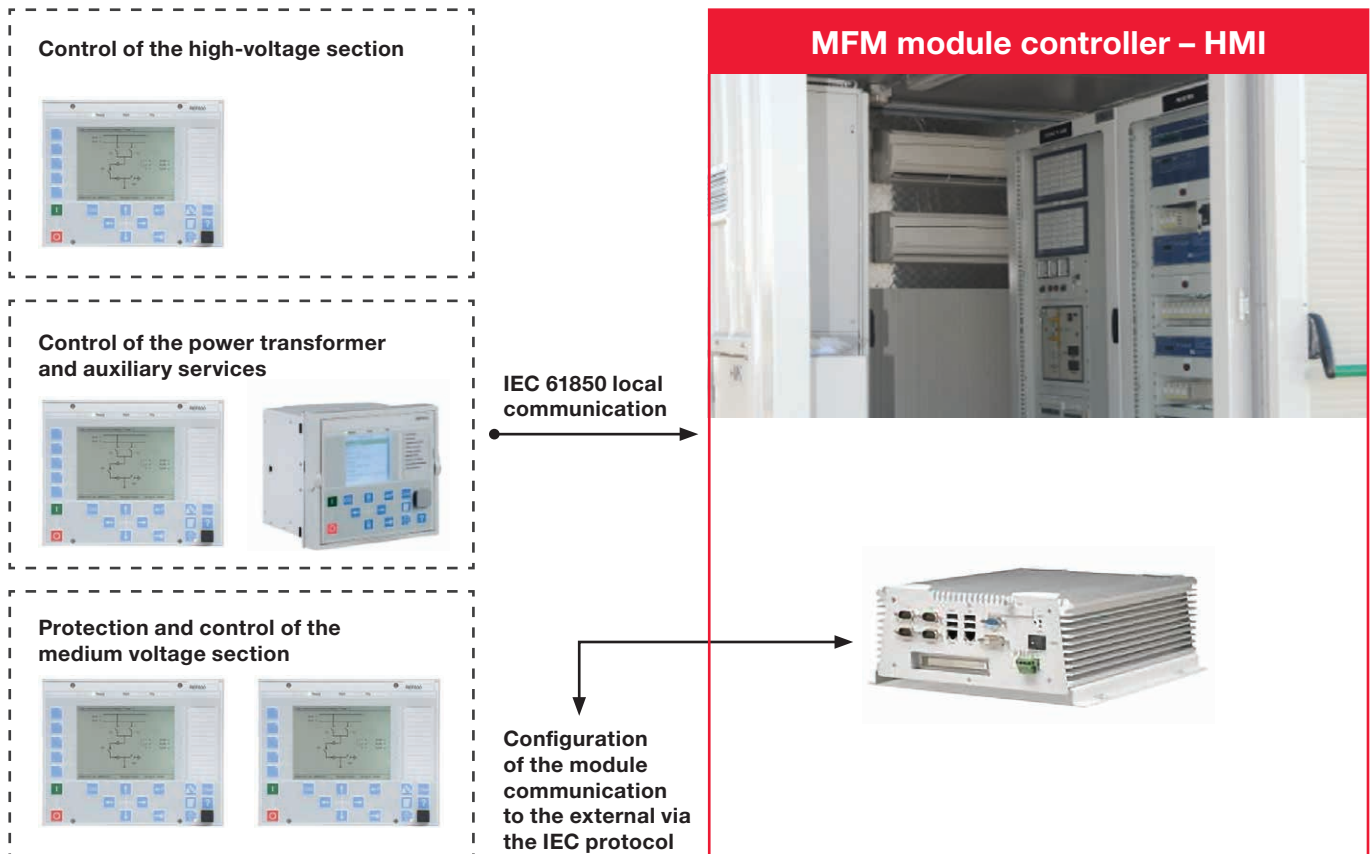 Control of the high-voltage section
MFM module controller – HMI
Control of the power transformer
and auxiliary services
IEC 61850 local
communication
Protection and control of the
medium voltage section
Configuration
of the module
communication
to the external via
the IEC protocol